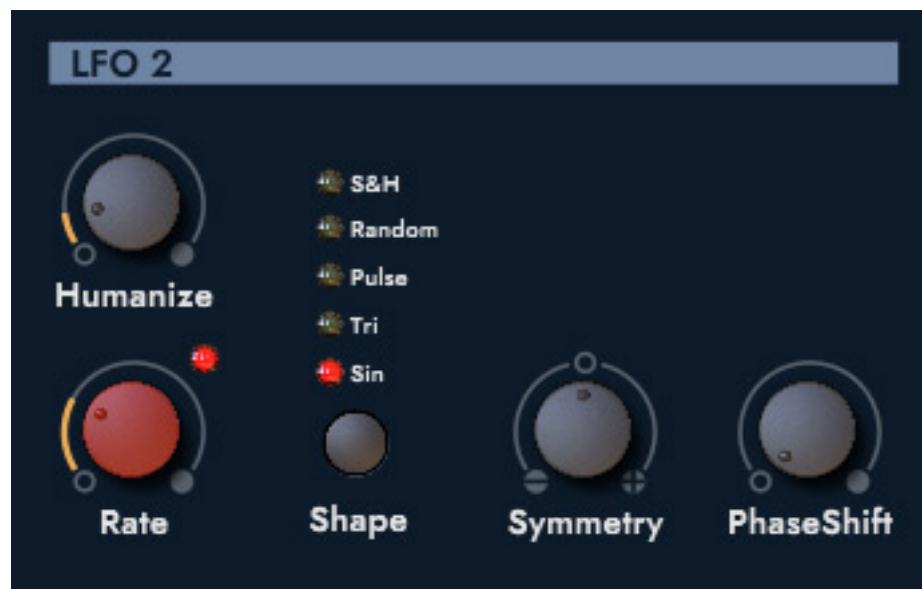 LFO 2
S&H
Random
Pulse
Tri
Sin
Humanize
Rate
Shape
Symmetry
PhaseShift